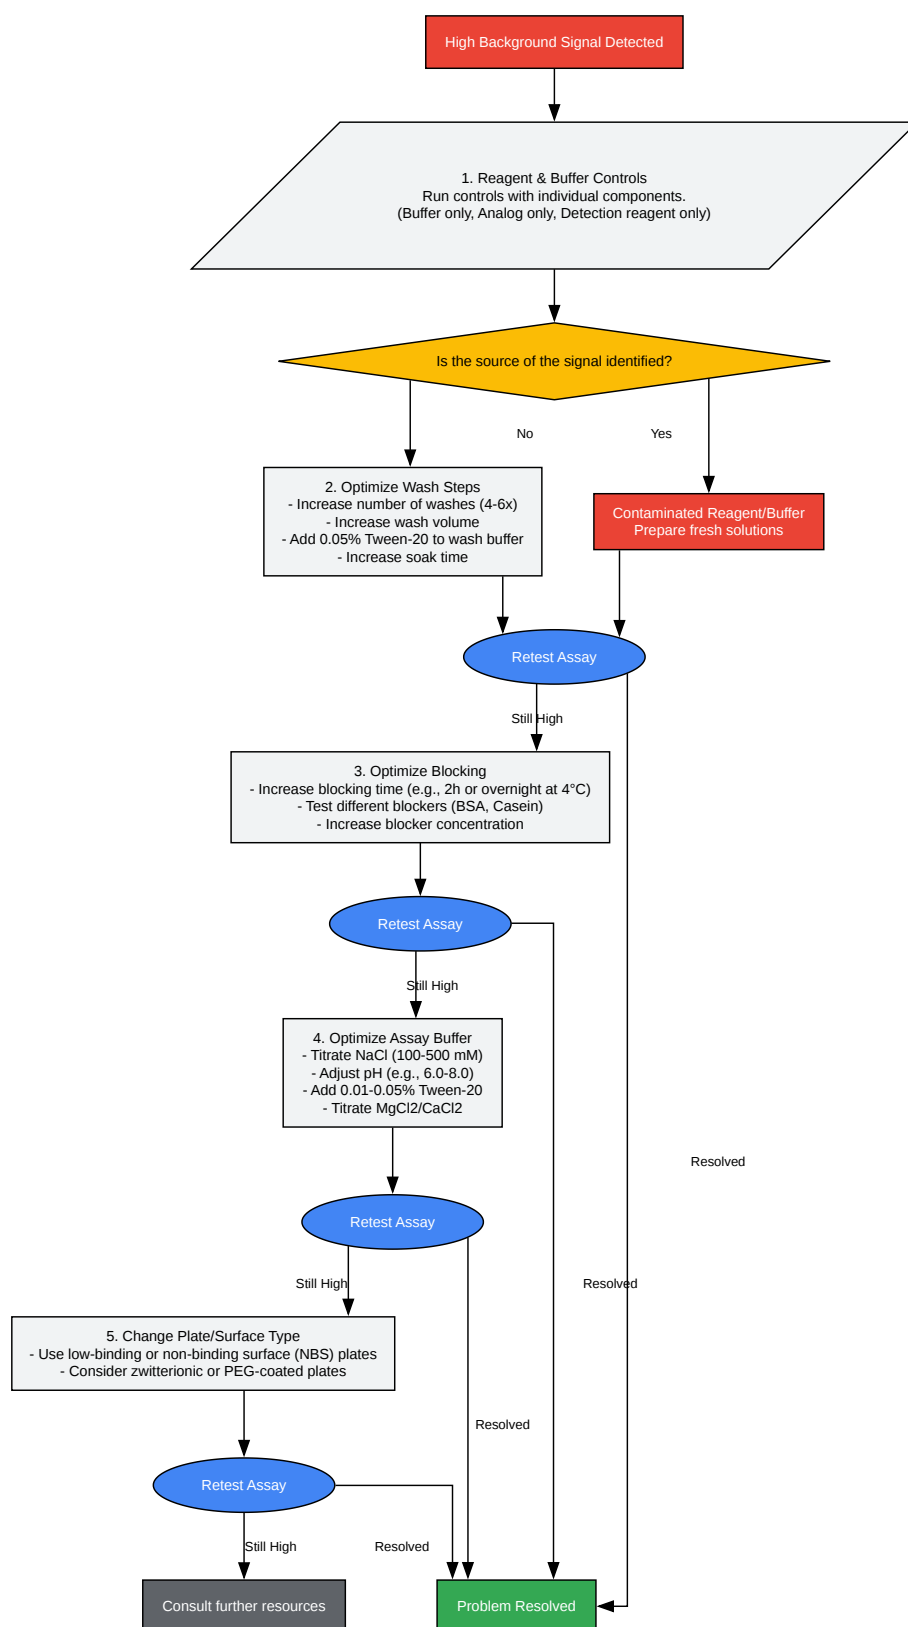 High Background Signal Detected
1. Reagent & Buffer Controls
Run controls with individual components.
(Buffer only, Analog only, Detection reagent only)
Is the source of the signal identified?
No
Yes
2. Optimize Wash Steps
- Increase number of washes (4-6x)
- Increase wash volume
- Add 0.05% Tween-20 to wash buffer
- Increase soak time
Contaminated Reagent/Buffer
Prepare fresh solutions
Retest Assay
Still High
3. Optimize Blocking
- Increase blocking time (e.g., 2h or overnight at 4°C)
- Test different blockers (BSA, Casein)
- Increase blocker concentration
Retest Assay
Still High
4. Optimize Assay Buffer
- Titrate NaCl (100-500 mM)
- Adjust pH (e.g., 6.0-8.0)
- Add 0.01-0.05% Tween-20
- Titrate MgCl2/CaCl2
Resolved
Retest Assay
Still High
Resolved
5. Change Plate/Surface Type
- Use low-binding or non-binding surface (NBS) plates
- Consider zwitterionic or PEG-coated plates
Resolved
Retest Assay
Still High
Resolved
Consult further resources
Problem Resolved